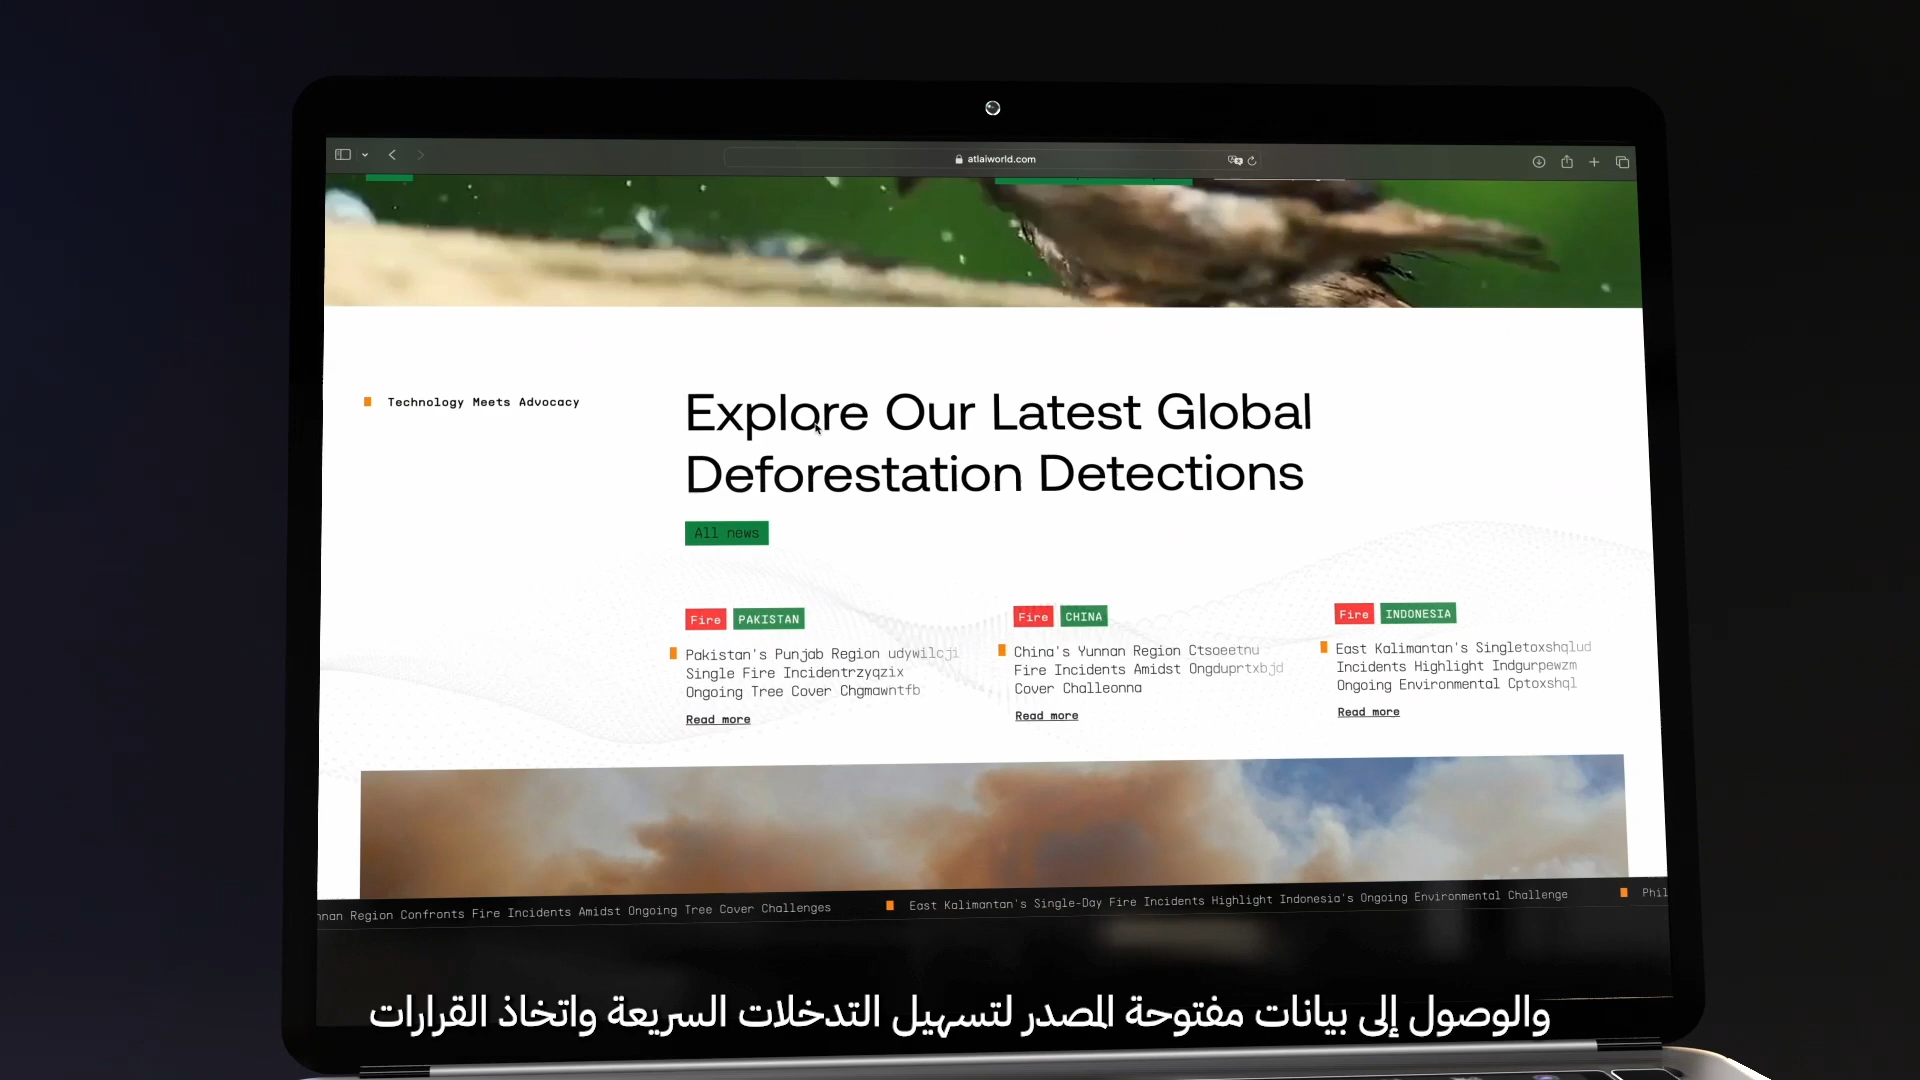 atlaiworld.com
Technology Meets Advocacy
Explore Our Latest Global
Deforestation Detections
All news
Fire PAKISTAN
Pakistan's Punjab Region udywilcji
Single Fire Incidentrzyqzix
Ongoing Tree Cover Chgmawntfb
Read more
Fire CHINA
China's Yunnan Region Ctsoeetnu
Fire Incidents Amidst Ongduprtxbjd
Cover Challeonna
Read more
Fire INDONESIA
East Kalimantan's Singletoxshqlud
Incidents Highlight Indgurpewzm
Ongoing Environmental Cptoxshql
Read more
nnan Region Confronts Fire Incidents Amidst Ongoing Tree Cover Challenges East Kalimantan's Single-Day Fire Incidents Highlight Indonesia's Ongoing Environmental Challenge Phil
والوصول إلى بيانات مفتوحة المصدر لتسهيل التدخلات السريعة واتخاذ القرارات